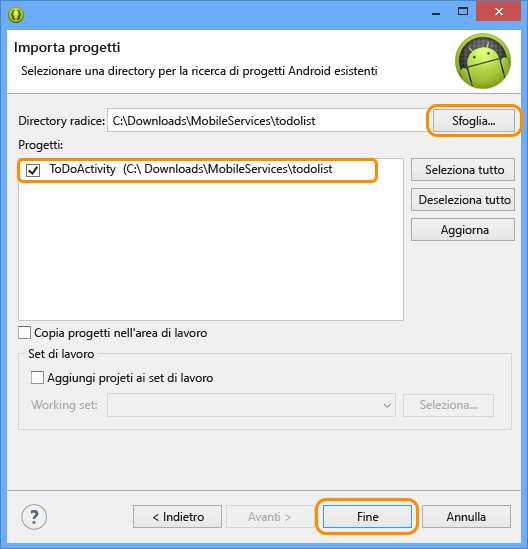 Importa progetti
Selezionare una directory per la ricerca di progetti Android esistenti
Directory radice: C:\Downloads\MobileServices\todolist Sfoglia...
Progetti:
ToDoActivity (C:\ Downloads\MobileServices\todolist
Seleziona tutto
Deseleziona tutto
Aggiorna
Copia progetti nell'area di lavoro
Set di lavoro
Aggiungi projeti ai set di lavoro
Working set: Seleziona...
? < Indietro Avanti > Fine Annulla